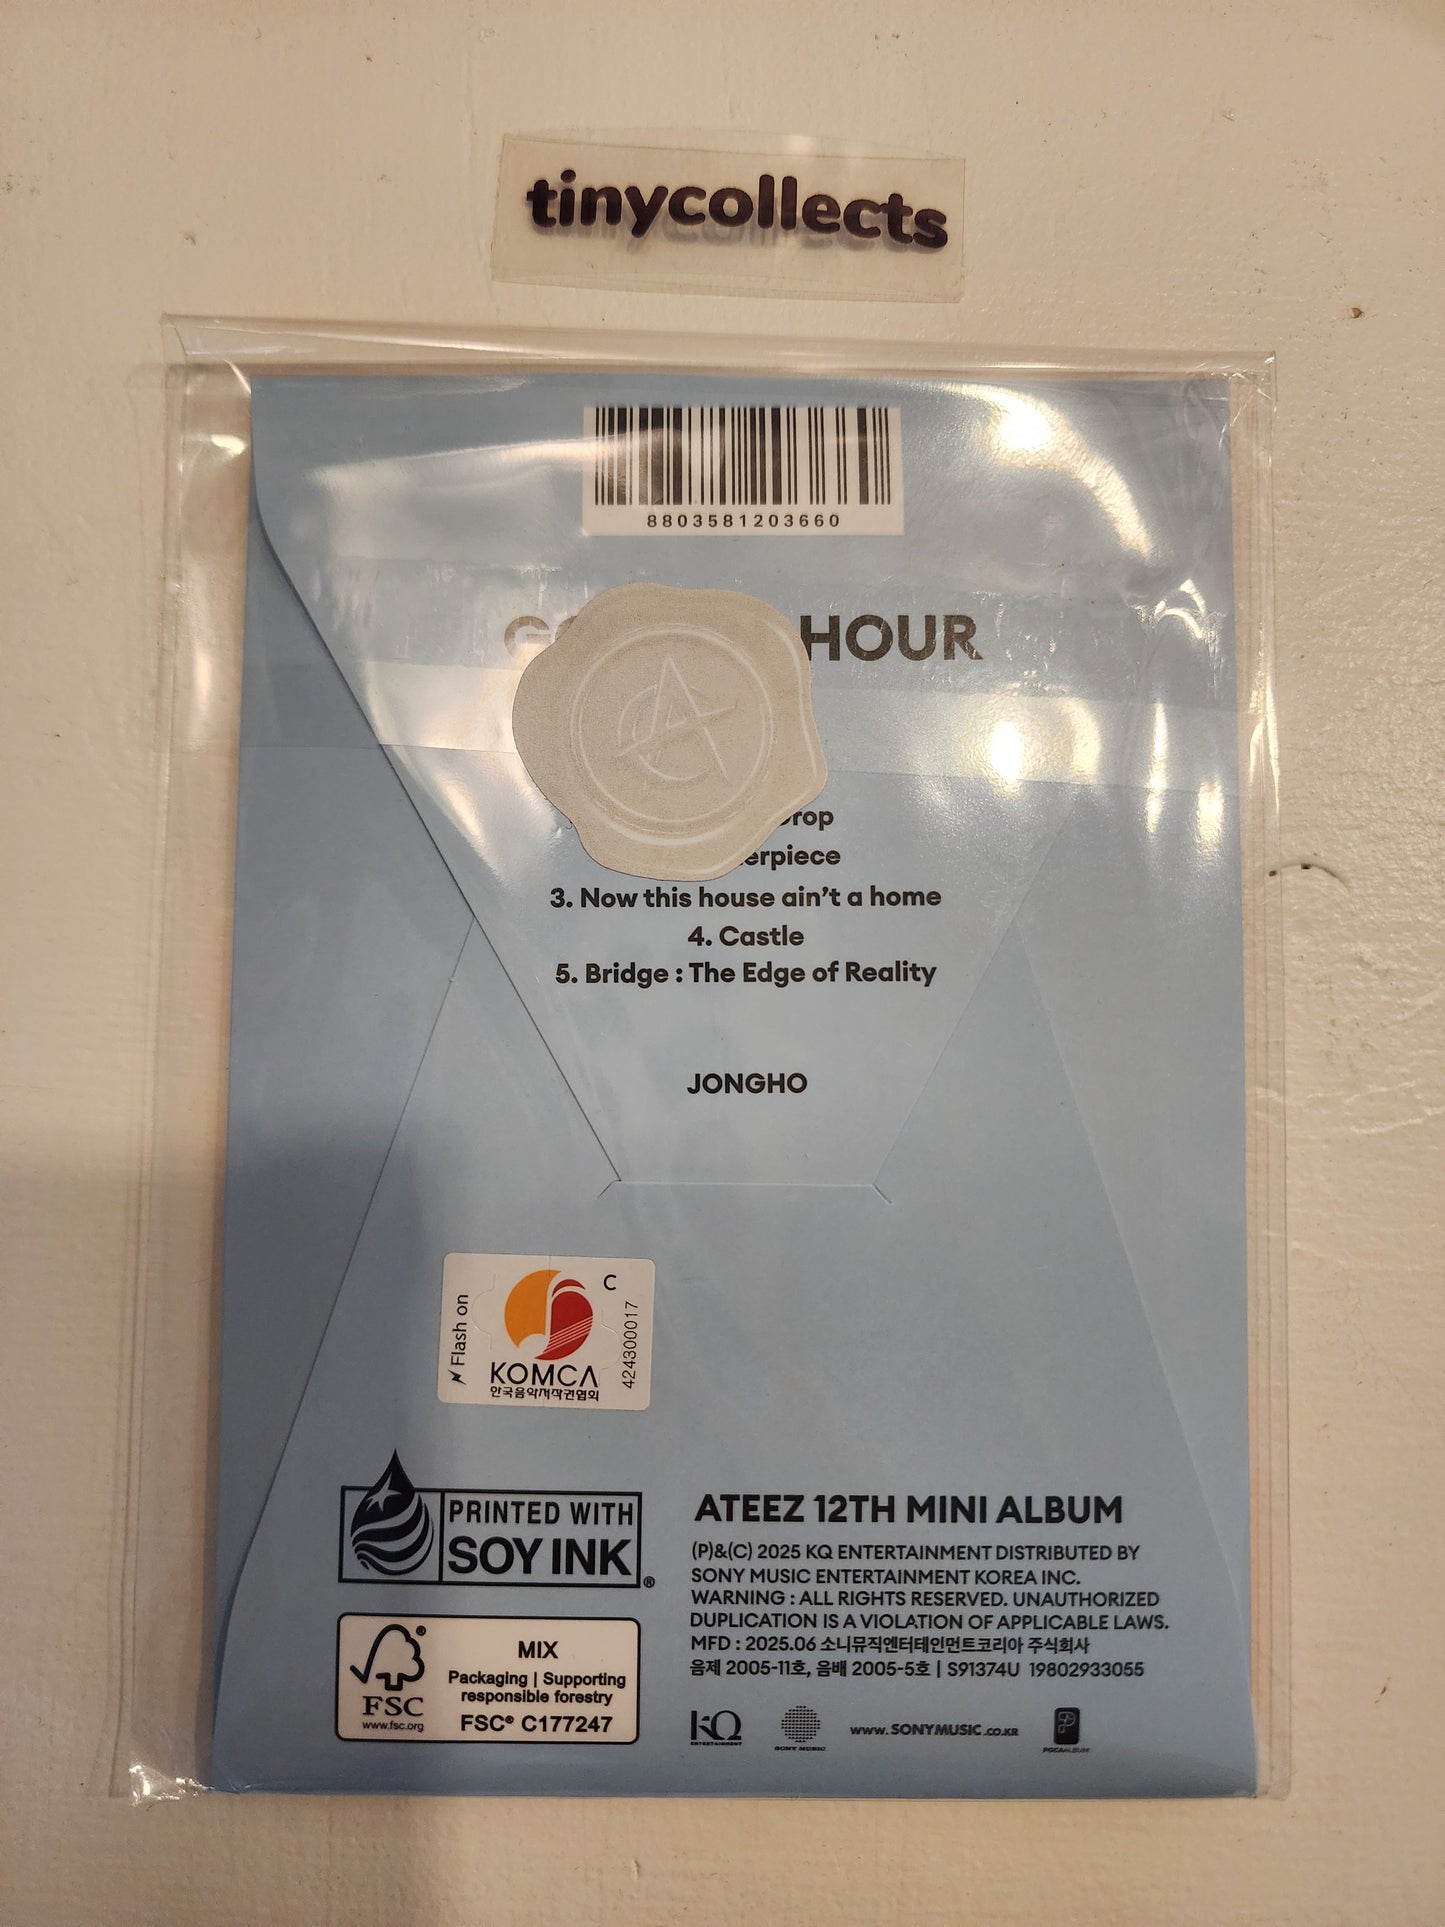 tinycollects
8803581203660
HOUR
3. Now this house ain't a home
4. Castle
5. Bridge : The Edge of Reality
JONGHO
Flash on
C
KOMCA
한국음악저작권협회
424300017
PRINTED WITH
SOY INK®
FSC®
www.fsc.org
MIX
Packaging | Supporting
responsible forestry
FSC® C177247
ATEEZ 12TH MINI ALBUM
(P)&(C) 2025 KQ ENTERTAINMENT DISTRIBUTED BY
SONY MUSIC ENTERTAINMENT KOREA INC.
WARNING : ALL RIGHTS RESERVED. UNAUTHORIZED
DUPLICATION IS A VIOLATION OF APPLICABLE LAWS.
MFD : 2025.06 소니뮤직엔터테인먼트코리아 주식회사
음제 2005-11호, 음배 2005-5호 | S91374U 19802933055
KQ
ENTERTAINMENT
SONY MUSIC
www.SONYMUSIC.CO.KR
POCAALBUM